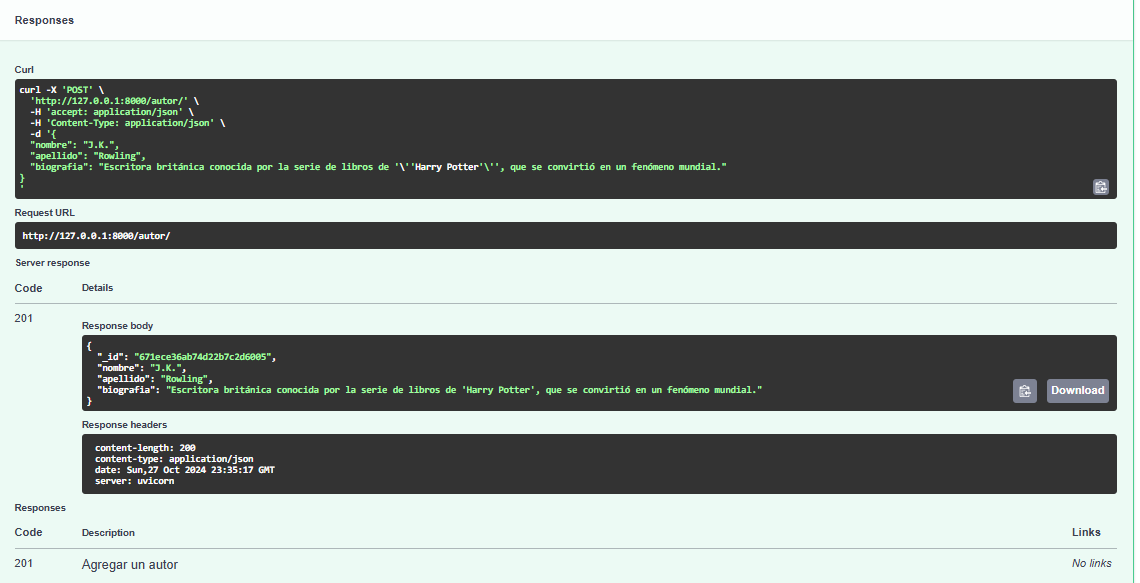 Responses
Curl
curl -X 'POST' \
'http://127.0.0.1:8000/autor/' \
-H 'accept: application/json' \
-H 'Content-Type: application/json' \
-d '{
"nombre": "J.K.",
"apellido": "Rowling",
"biografia": "Escritora británica conocida por la serie de libros de '\''Harry Potter'\'', que se convirtió en un fenómeno mundial."
}
'
Request URL
http://127.0.0.1:8000/autor/
Server response
Code Details
201
Response body
{
"_id": "671ece36ab74d22b7c2d6005",
"nombre": "J.K.",
"apellido": "Rowling",
"biografia": "Escritora británica conocida por la serie de libros de 'Harry Potter', que se convirtió en un fenómeno mundial."
}
Download
Response headers
content-length: 200
content-type: application/json
date: Sun,27 Oct 2024 23:35:17 GMT
server: uvicorn
Responses
Code Description Links
201 Agregar un autor No links